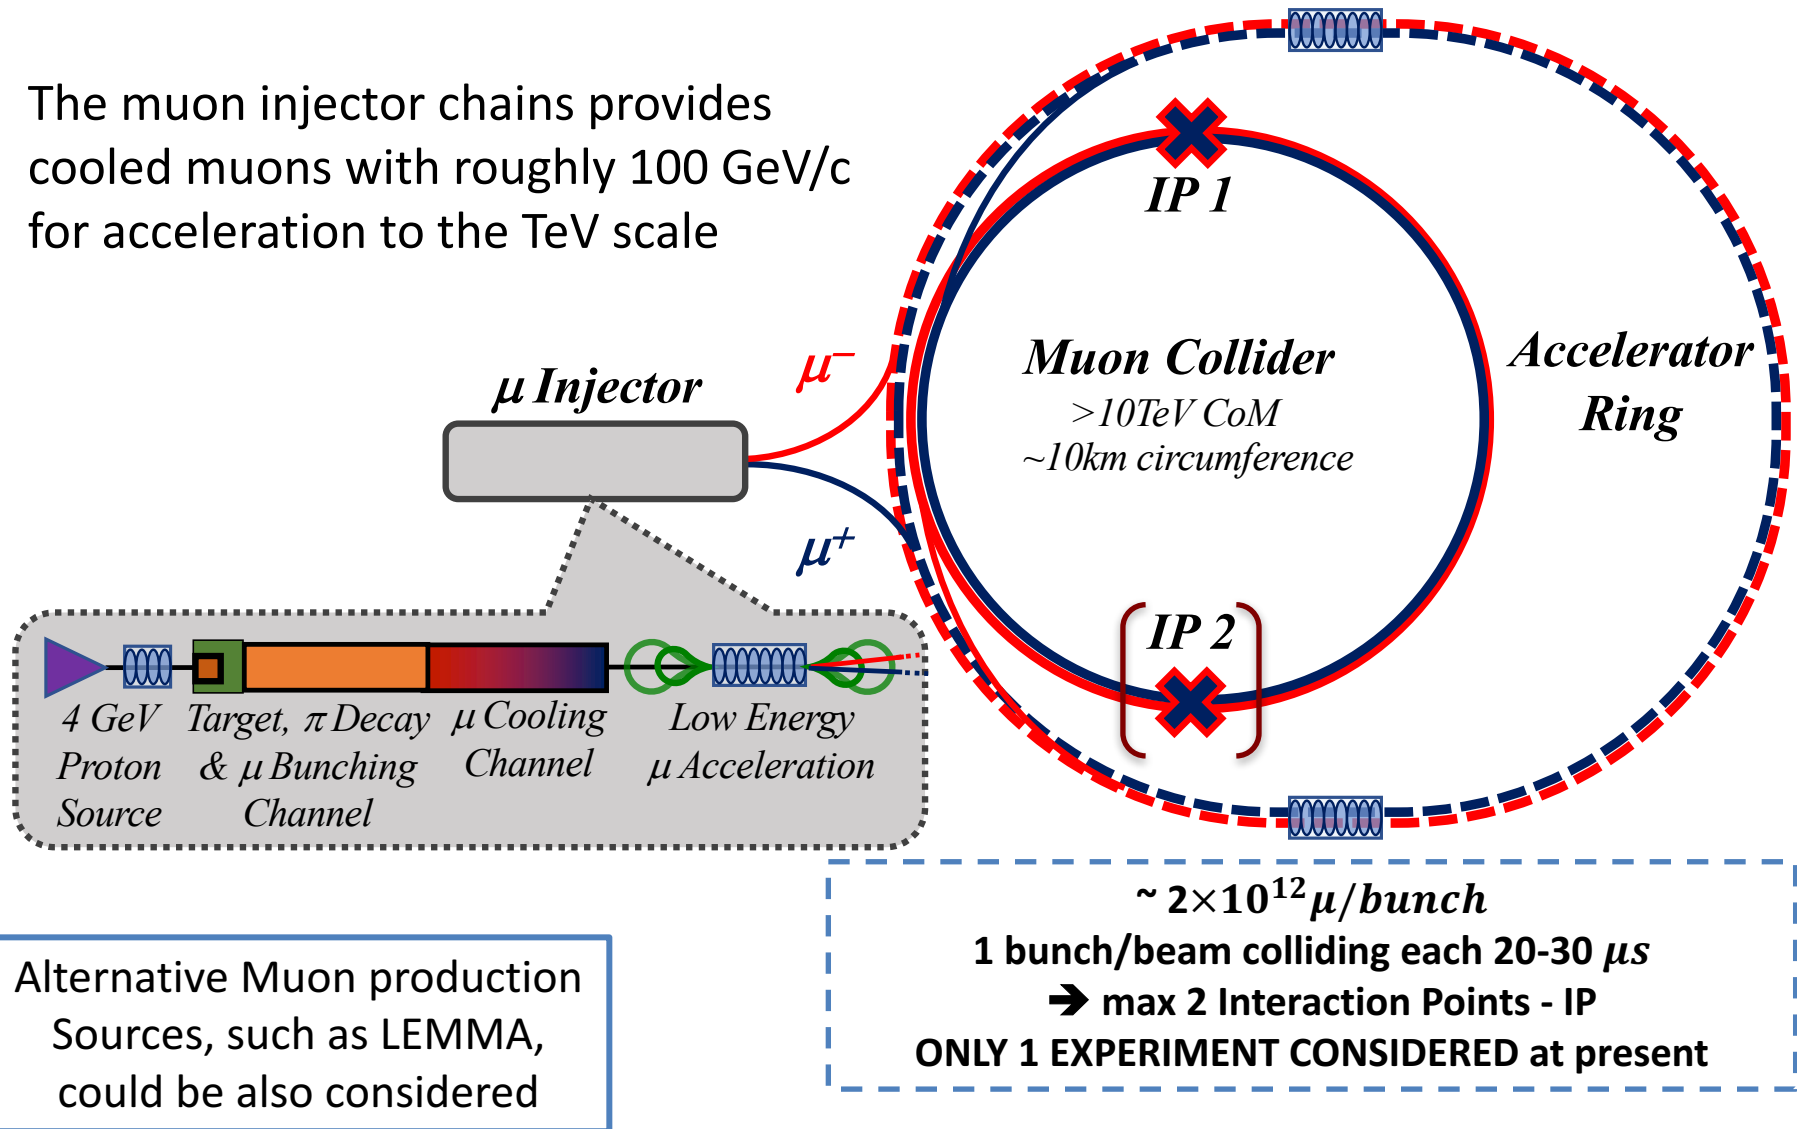 The muon injector chains provides
cooled muons with roughly 100 GeV/c
for acceleration to the TeV scale
IP 1
μ Injector
μ−
μ+
Muon Collider
>10TeV CoM
~10km circumference
Accelerator
Ring
IP 2
4 GeV
Proton
Source
Target, π Decay
& μ Bunching
Channel
μ Cooling
Channel
Low Energy
μ Acceleration
~ 2×10¹² μ/bunch
1 bunch/beam colliding each 20-30 μs
➔ max 2 Interaction Points - IP
ONLY 1 EXPERIMENT CONSIDERED at present
Alternative Muon production
Sources, such as LEMMA,
could be also considered